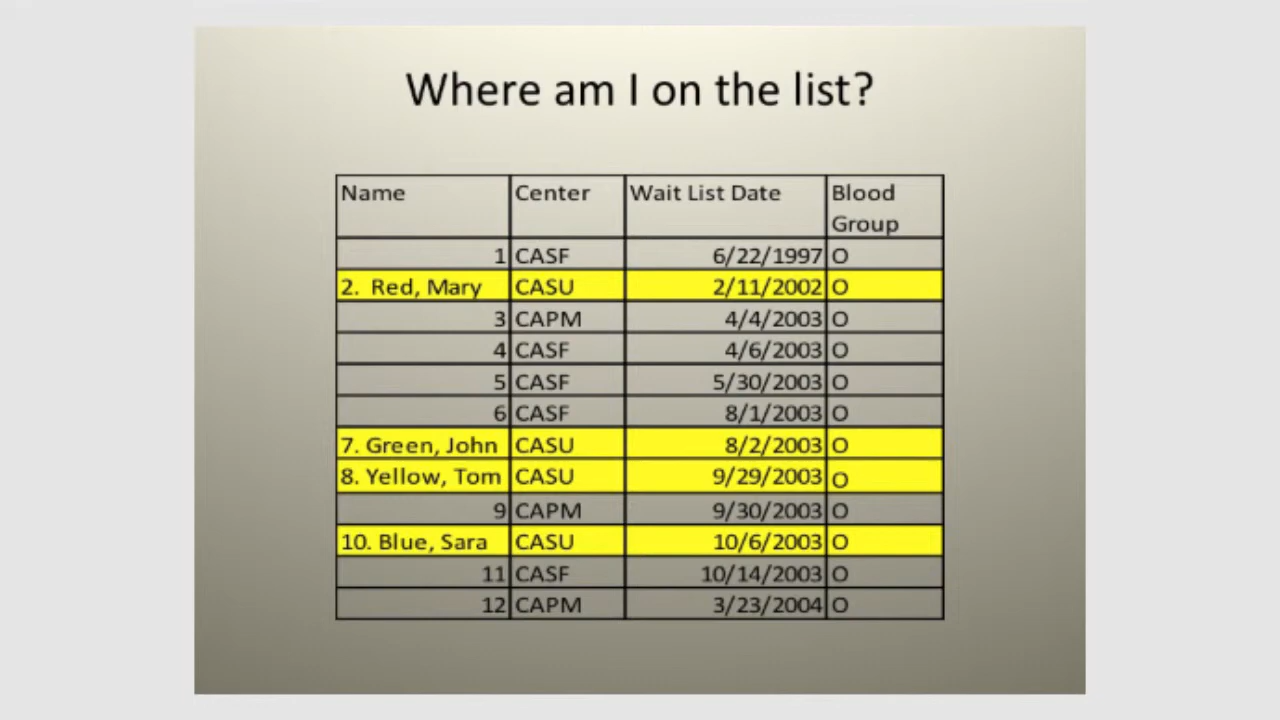 Where am I on the list?
Name Center Wait List Date Blood Group
1 CASF 6/22/1997 O
2. Red, Mary CASU 2/11/2002 O
3 CAPM 4/4/2003 O
4 CASF 4/6/2003 O
5 CASF 5/30/2003 O
6 CASF 8/1/2003 O
7. Green, John CASU 8/2/2003 O
8. Yellow, Tom CASU 9/29/2003 O
9 CAPM 9/30/2003 O
10. Blue, Sara CASU 10/6/2003 O
11 CASF 10/14/2003 O
12 CAPM 3/23/2004 O